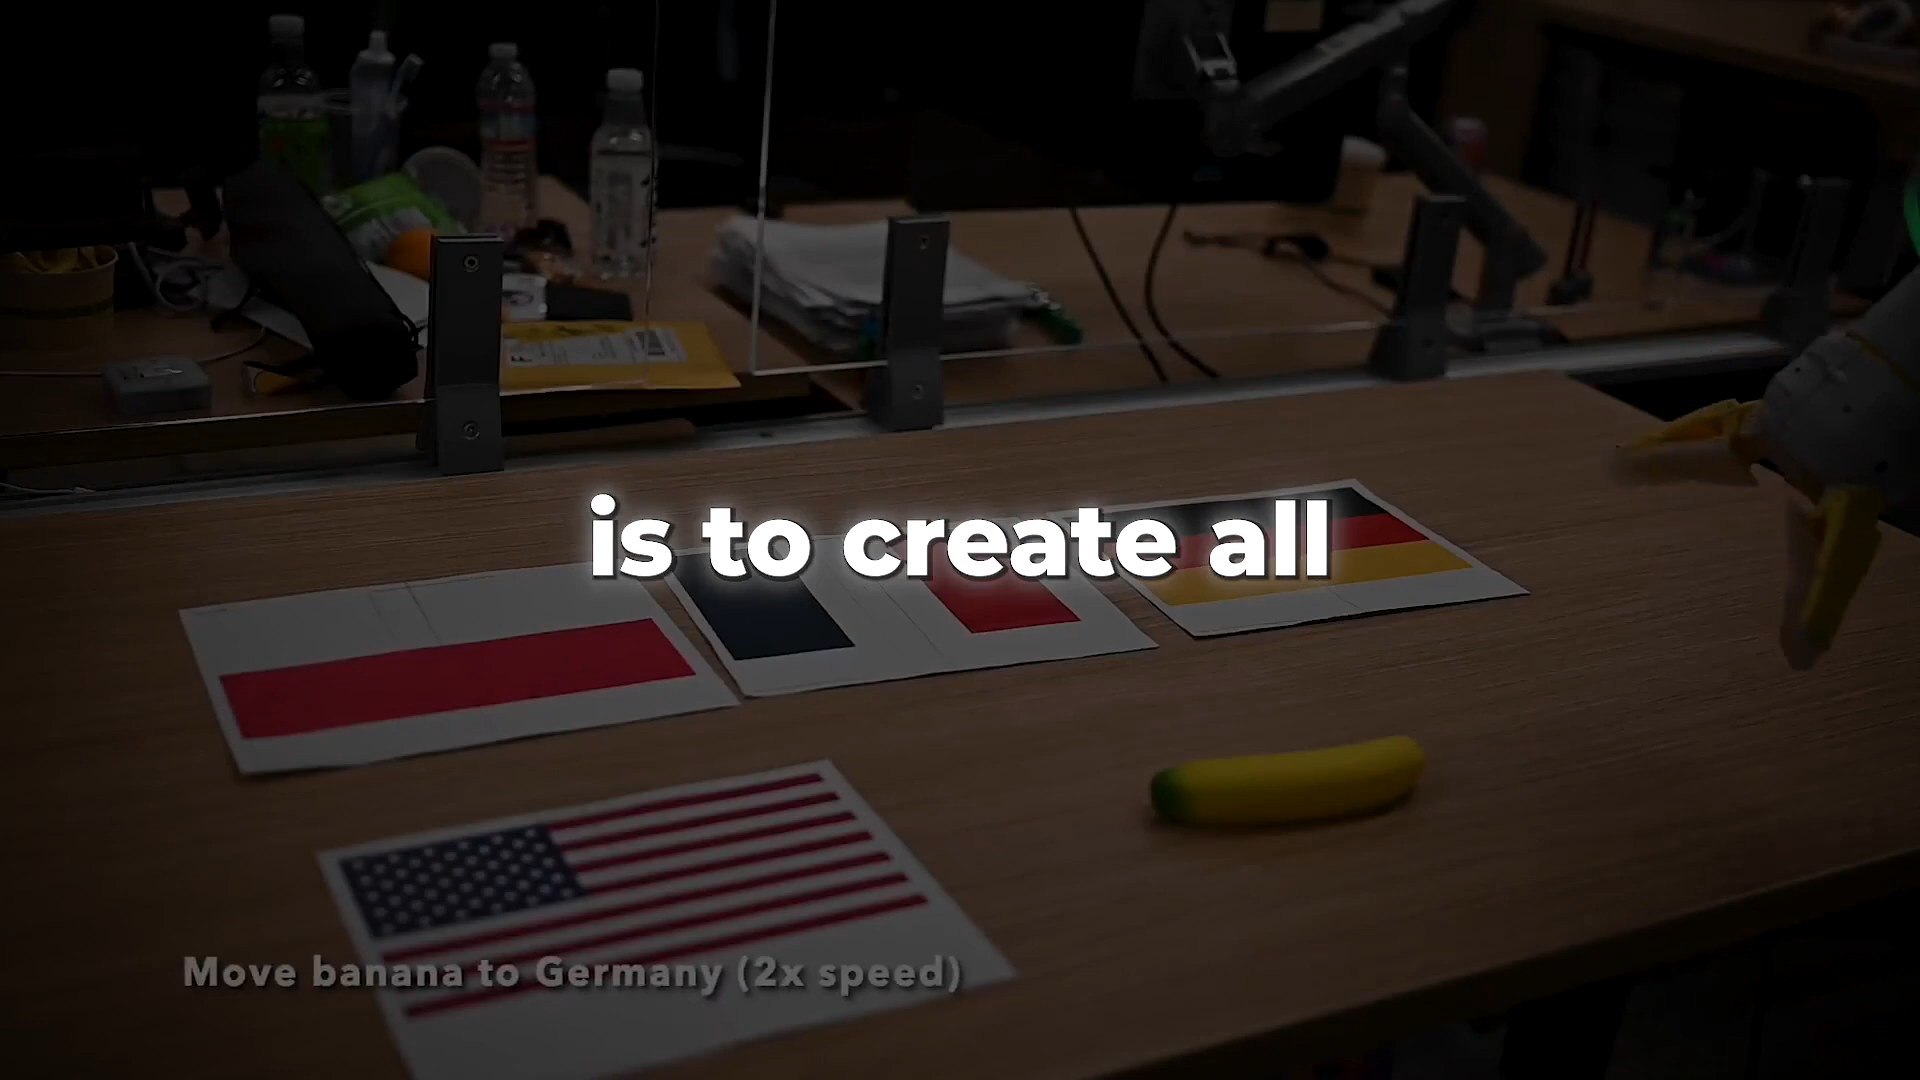 is to create all
Move banana to Germany (2x speed)